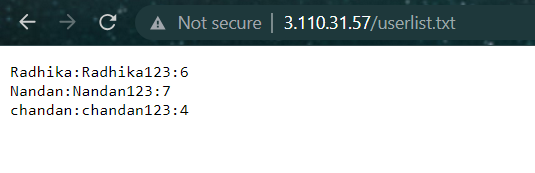 Not secure | 3.110.31.57/userlist.txt
Radhika:Radhika123:6
Nandan:Nandan123:7
chandan:chandan123:4